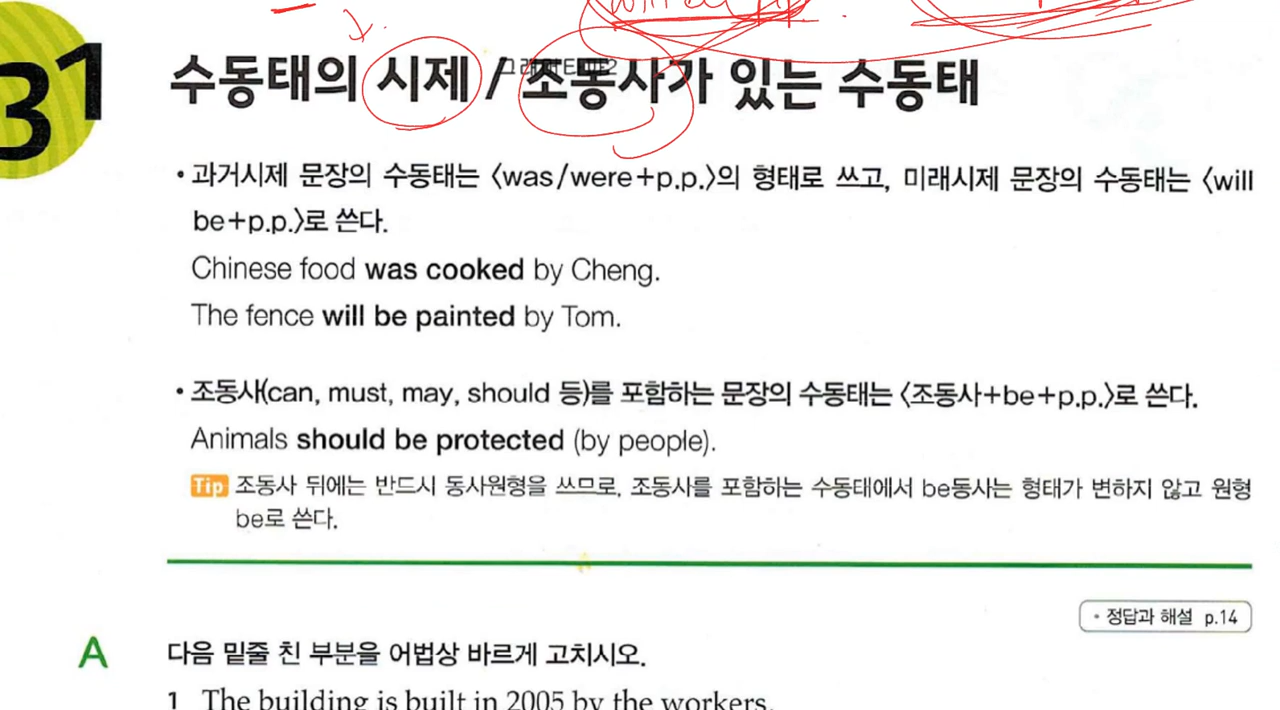 will be p.p.
31
수동태의 시제 / 조동사가 있는 수동태
• 과거시제 문장의 수동태는 〈was/were+p.p.〉의 형태로 쓰고, 미래시제 문장의 수동태는 〈will
be+p.p.〉로 쓴다.
Chinese food was cooked by Cheng.
The fence will be painted by Tom.
• 조동사(can, must, may, should 등)를 포함하는 문장의 수동태는 〈조동사+be+p.p.〉로 쓴다.
Animals should be protected (by people).
Tip 조동사 뒤에는 반드시 동사원형을 쓰므로, 조동사를 포함하는 수동태에서 be동사는 형태가 변하지 않고 원형
be로 쓴다.
• 정답과 해설 p.14
A 다음 밑줄 친 부분을 어법상 바르게 고치시오.
1 The building is built in 2005 by the workers.